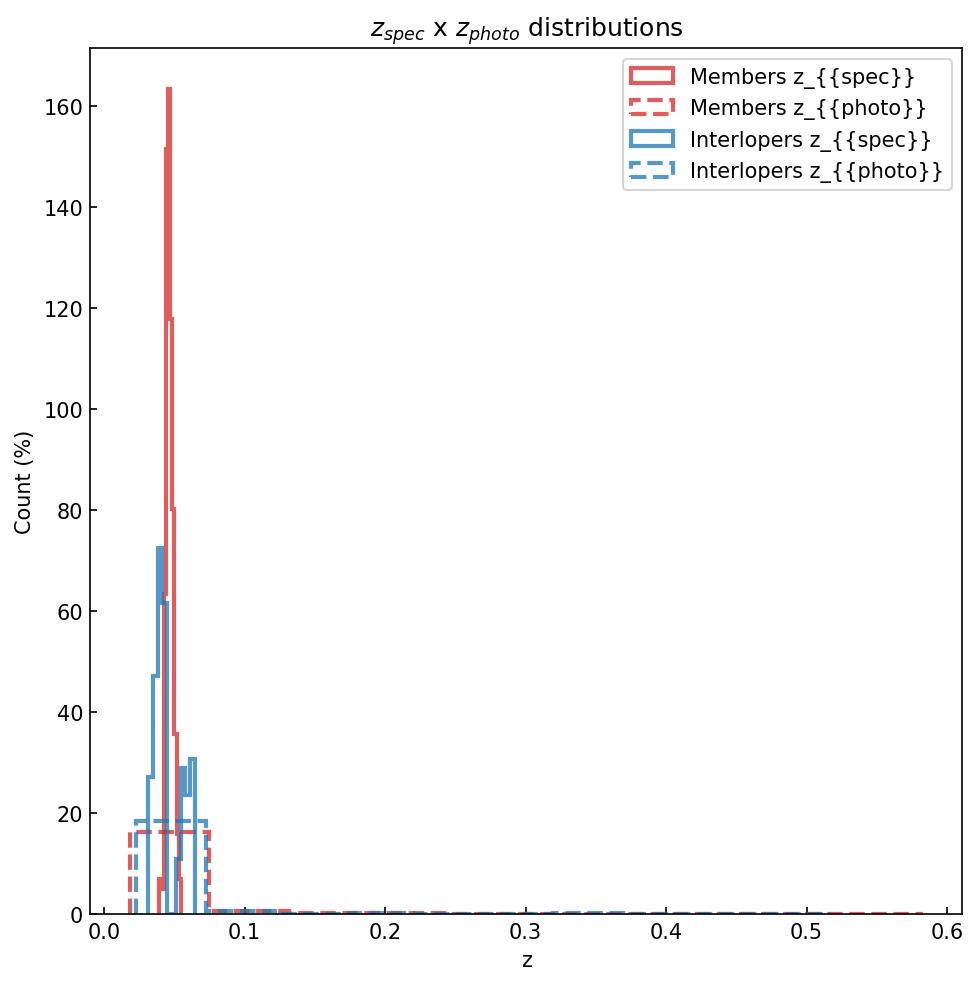 z_spec x z_photo distributions
Members z_{{spec}}
Members z_{{photo}}
Interlopers z_{{spec}}
Interlopers z_{{photo}}
160
140
120
100
80
60
40
20
0
Count (%)
0.0 0.1 0.2 0.3 0.4 0.5 0.6
z